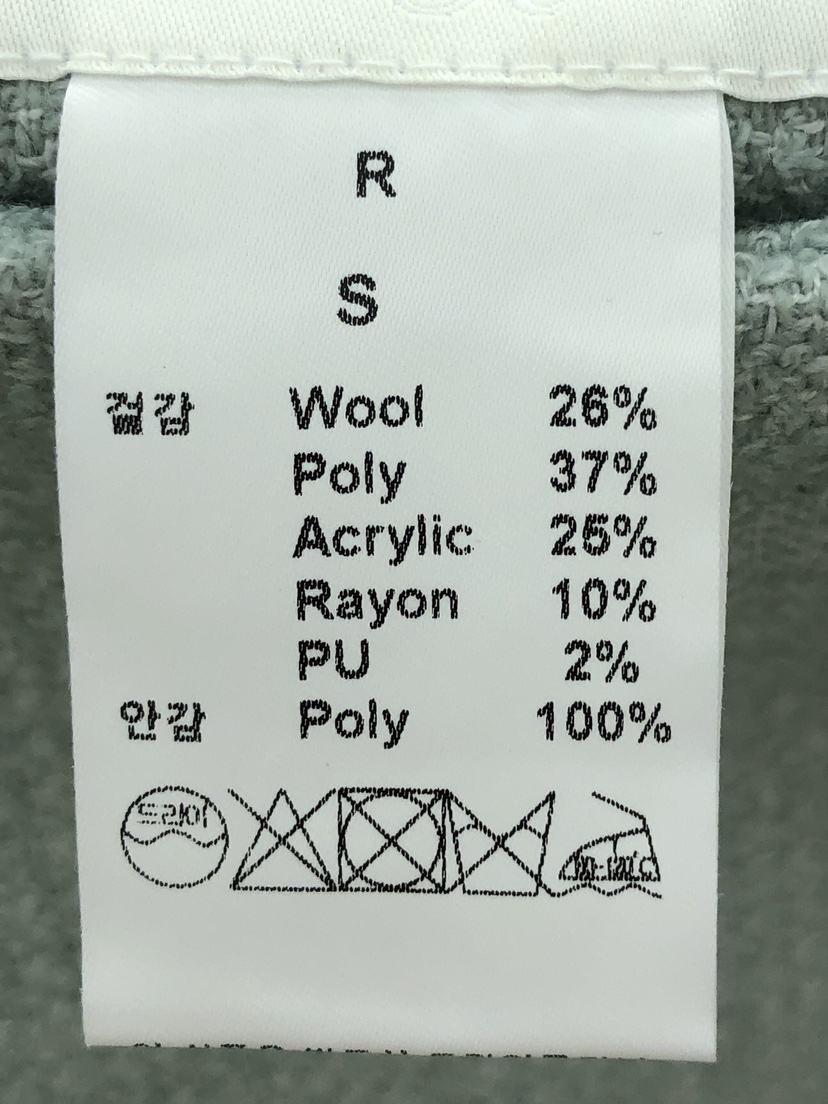 R
S
겉감 Wool 26%
Poly 37%
Acrylic 25%
Rayon 10%
PU 2%
안감 Poly 100%
드라이